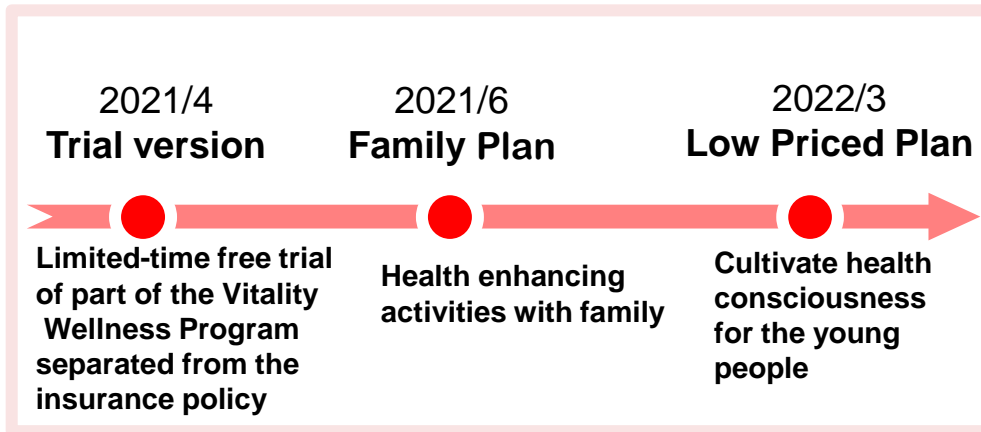 2021/4
Trial version
Limited-time free trial
of part of the Vitality
Wellness Program
separated from the
insurance policy
2021/6
Family Plan
Health enhancing
activities with family
2022/3
Low Priced Plan
Cultivate health
consciousness
for the young
people